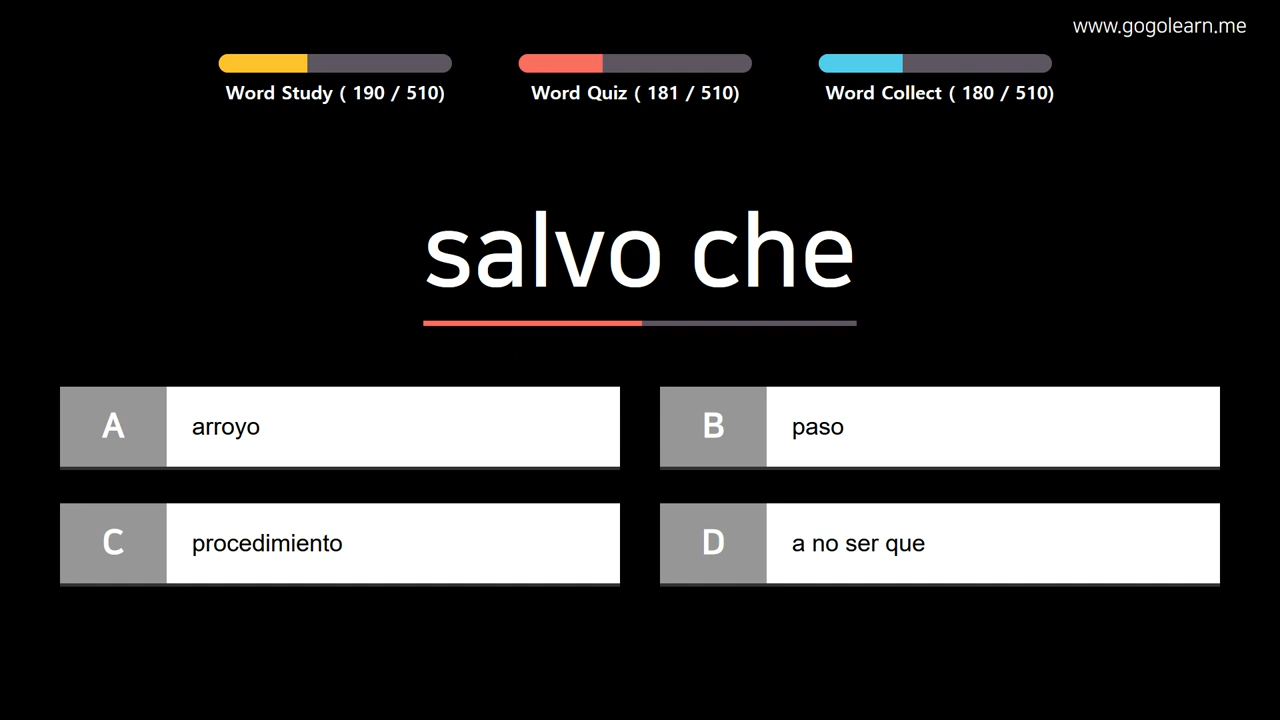 www.gogolearn.me
Word Study ( 190 / 510)
Word Quiz ( 181 / 510)
Word Collect ( 180 / 510)
salvo che
A arroyo
B paso
C procedimiento
D a no ser que